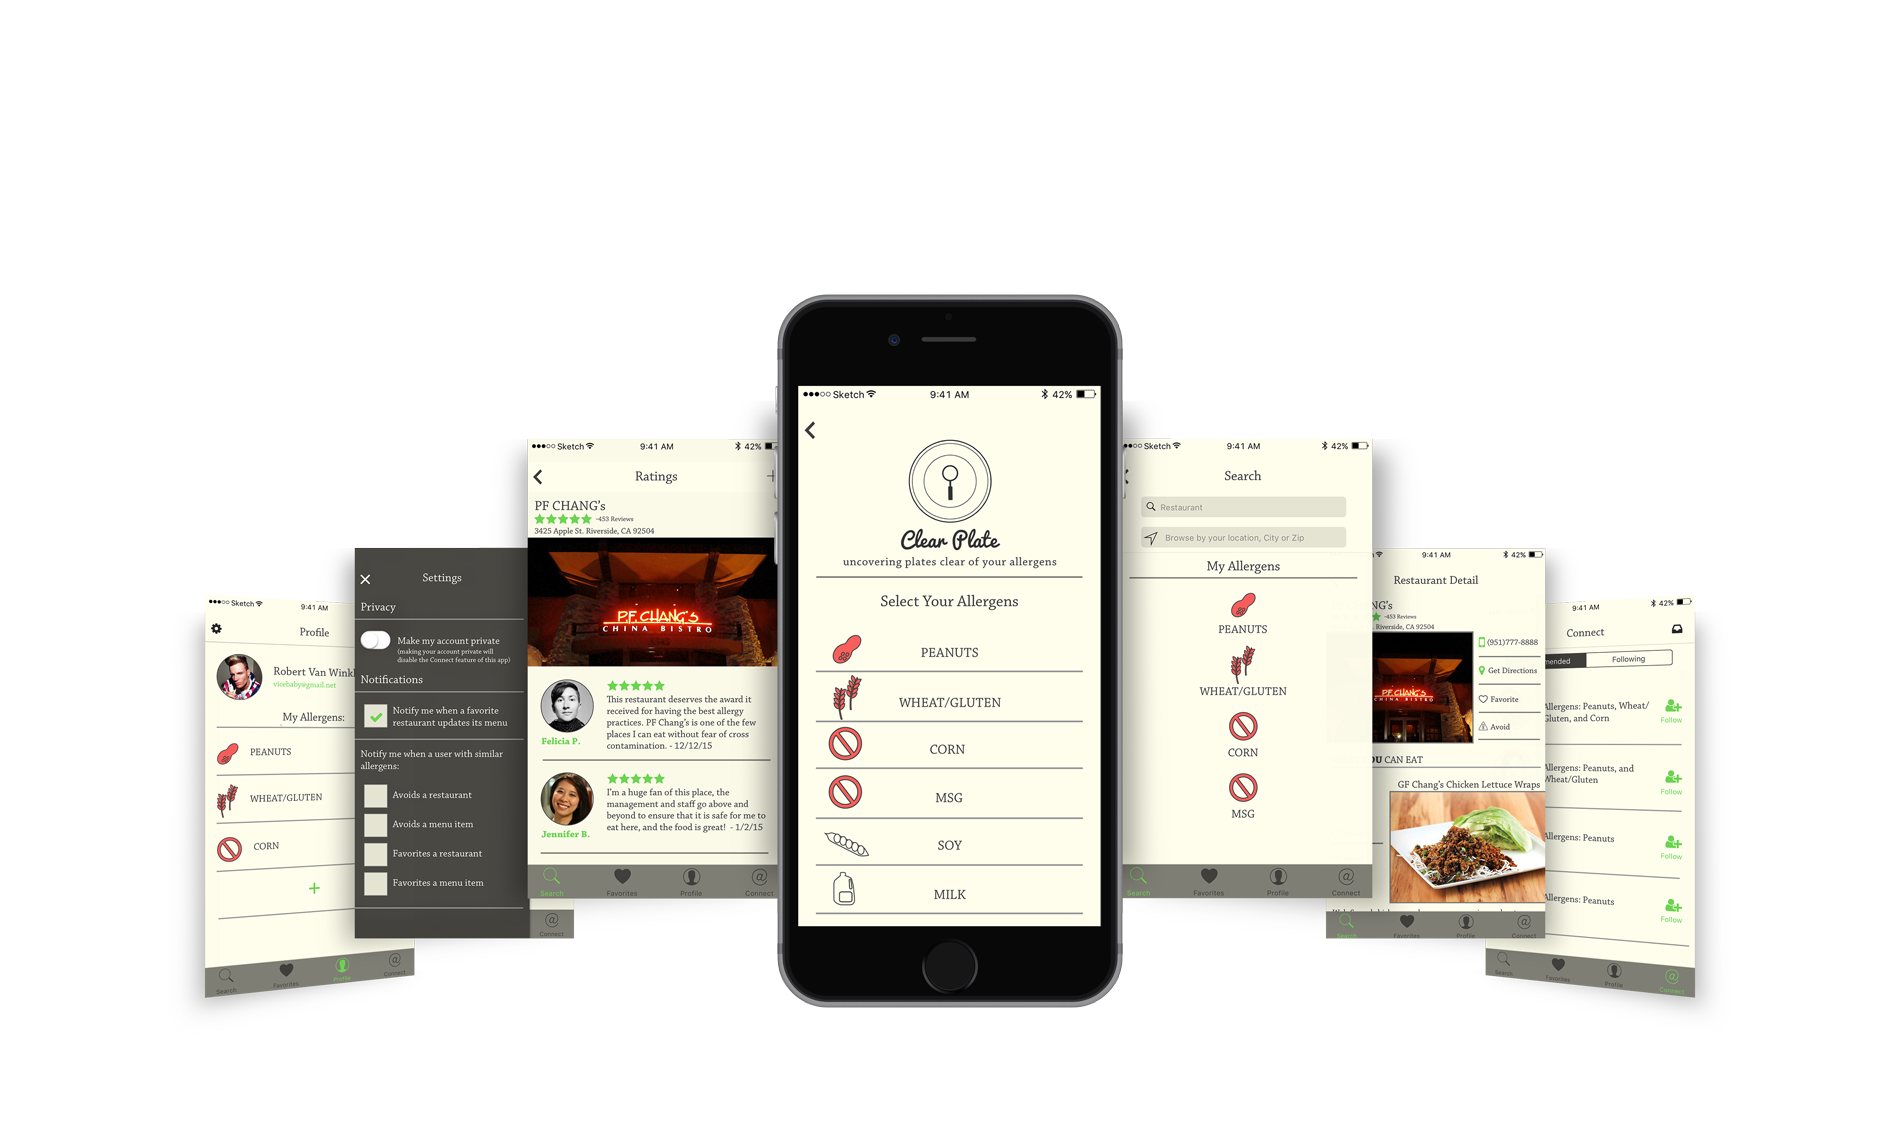 ●●●○○ Sketch 9:41 AM
Profile
Robert Van Winkl
vicebaby@gmail.net
My Allergens:
PEANUTS
WHEAT/GLUTEN
CORN
+
Search Favorites Profile Connect
Settings
Privacy
Make my account private
(making your account private will
disable the Connect feature of this app)
Notifications
Notify me when a favorite
restaurant updates its menu
Notify me when a user with similar
allergens:
Avoids a restaurant
Avoids a menu item
Favorites a restaurant
Favorites a menu item
@
Connect
●●●○○ Sketch 9:41 AM 42%
Ratings
PF CHANG's
~453 Reviews
3425 Apple St. Riverside, CA 92504
P.F. CHANG'S
CHINA BISTRO
This restaurant deserves the award it
received for having the best allergy
practices. PF Chang's is one of the few
places I can eat without fear of cross
contamination. - 12/12/15
Felicia P.
I'm a huge fan of this place, the
management and staff go above and
beyond to ensure that it is safe for me to
eat here, and the food is great! - 1/2/15
Jennifer B.
Search Favorites Profile Connect
●●●○○ Sketch 9:41 AM 42%
Clear Plate
uncovering plates clear of your allergens
Select Your Allergens
PEANUTS
WHEAT/GLUTEN
CORN
MSG
SOY
MILK
Sketch 9:41 AM 42%
Search
Restaurant
Browse by your location, City or Zip
My Allergens
PEANUTS
WHEAT/GLUTEN
CORN
MSG
Search Favorites Profile Connect
9:41 AM 42%
Restaurant Detail
NG's
~453 Reviews
. Riverside, CA 92504
P.F. CHANG'S
CHINA BISTRO
(951)777-8888
Get Directions
Favorite
Avoid
OU CAN EAT
GF Chang's Chicken Lettuce Wraps
Search Favorites Profile Connect
9:41 AM 42%
Connect
mended Following
Allergens: Peanuts, Wheat/
Gluten, and Corn
Follow
Allergens: Peanuts, and
Wheat/Gluten
Follow
Allergens: Peanuts
Follow
Allergens: Peanuts
Follow
Search Favorites Profile Connect